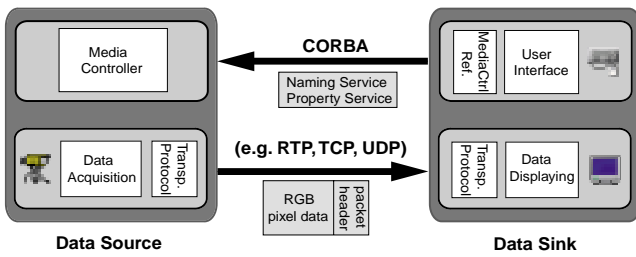 Media
Controller
CORBA
Naming Service
Property Service
MediaCtrl
Ref.
User
Interface
Data
Acquisition
Transp.
Protocol
(e.g. RTP, TCP, UDP)
RGB
pixel data
packet
header
Transp.
Protocol
Data
Displaying
Data Source
Data Sink